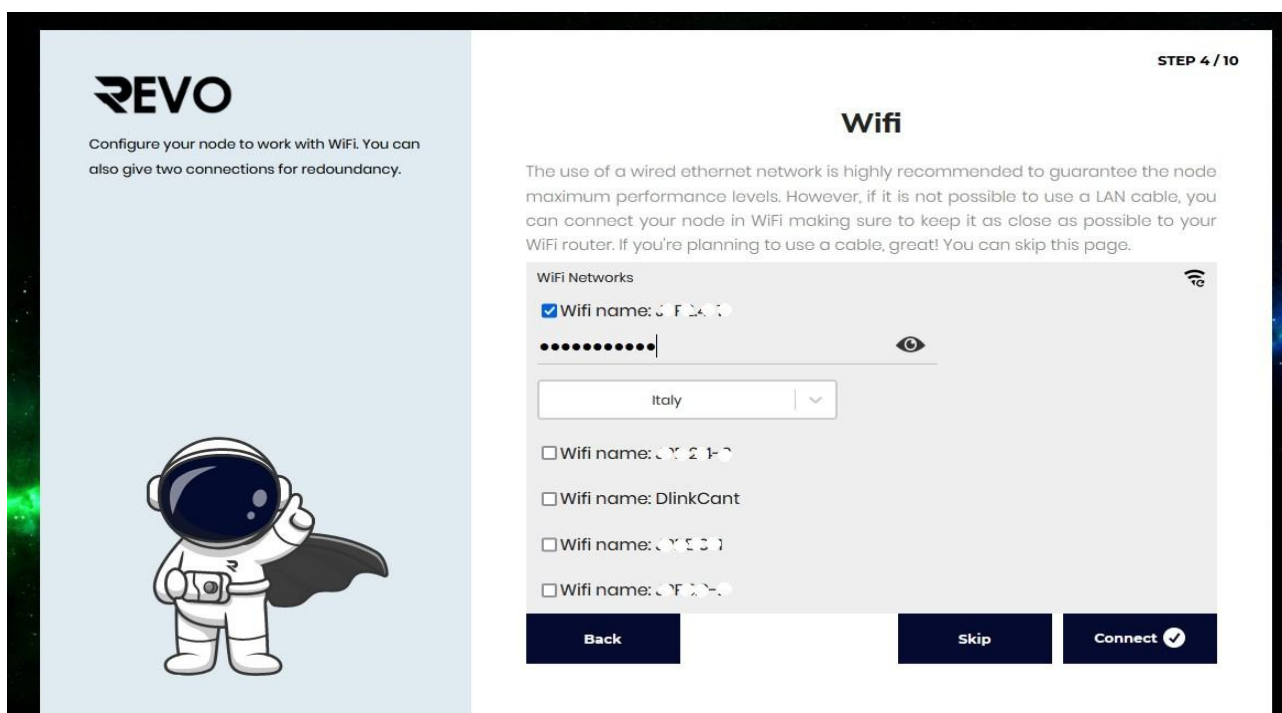 REVO
Configure your node to work with WiFi. You can
also give two connections for redoundancy.
STEP 4 / 10
Wifi
The use of a wired ethernet network is highly recommended to guarantee the node
maximum performance levels. However, if it is not possible to use a LAN cable, you
can connect your node in WiFi making sure to keep it as close as possible to your
WiFi router. If you're planning to use a cable, great! You can skip this page.
WiFi Networks
Wifi name:
Italy
Wifi name:
Wifi name: DlinkCant
Wifi name:
Wifi name:
Back
Skip
Connect